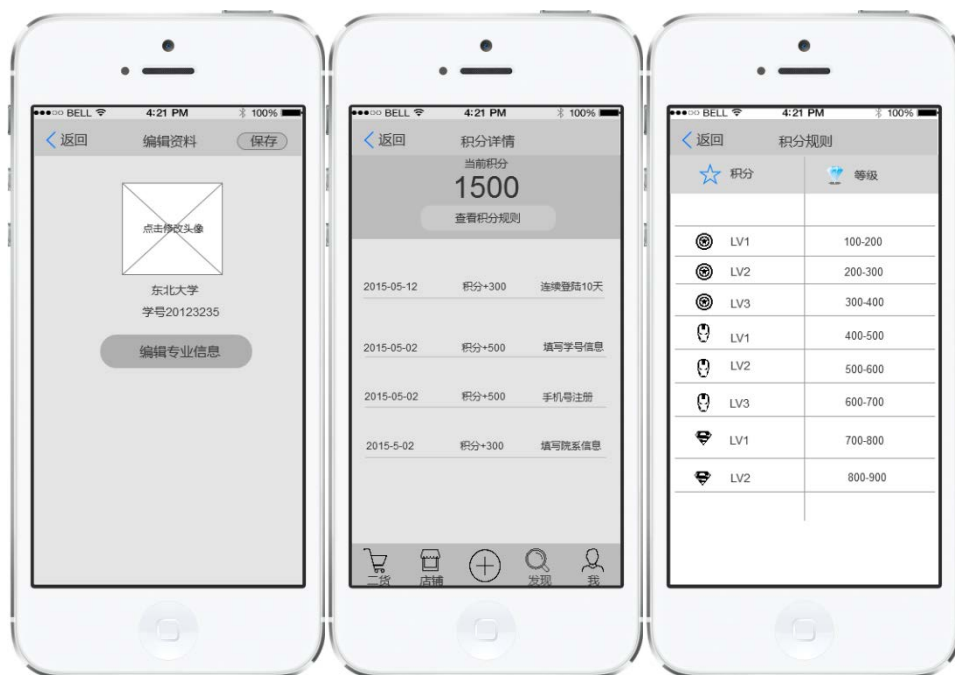 BELL 4:21 PM 100%
返回 编辑资料 保存
点击修改头像
东北大学
学号20123235
编辑专业信息
BELL 4:21 PM 100%
返回 积分详情
当前积分
1500
查看积分规则
2015-05-12 积分+300 连续登陆10天
2015-05-02 积分+500 填写学号信息
2015-05-02 积分+500 手机号注册
2015-5-02 积分+300 填写院系信息
二货 店铺 发现 我
BELL 4:21 PM 100%
返回 积分规则
积分 等级
LV1 100-200
LV2 200-300
LV3 300-400
LV1 400-500
LV2 500-600
LV3 600-700
LV1 700-800
LV2 800-900